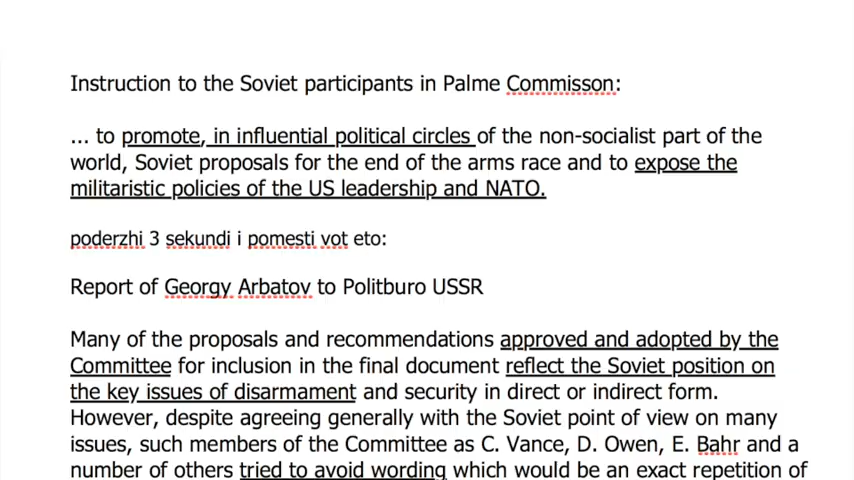 Instruction to the Soviet participants in Palme Commisson:
... to promote, in influential political circles of the non-socialist part of the
world, Soviet proposals for the end of the arms race and to expose the
militaristic policies of the US leadership and NATO.
poderzhi 3 sekundi i pomesti vot eto:
Report of Georgy Arbatov to Politburo USSR
Many of the proposals and recommendations approved and adopted by the
Committee for inclusion in the final document reflect the Soviet position on
the key issues of disarmament and security in direct or indirect form.
However, despite agreeing generally with the Soviet point of view on many
issues, such members of the Committee as C. Vance, D. Owen, E. Bahr and a
number of others tried to avoid wording which would be an exact repetition of